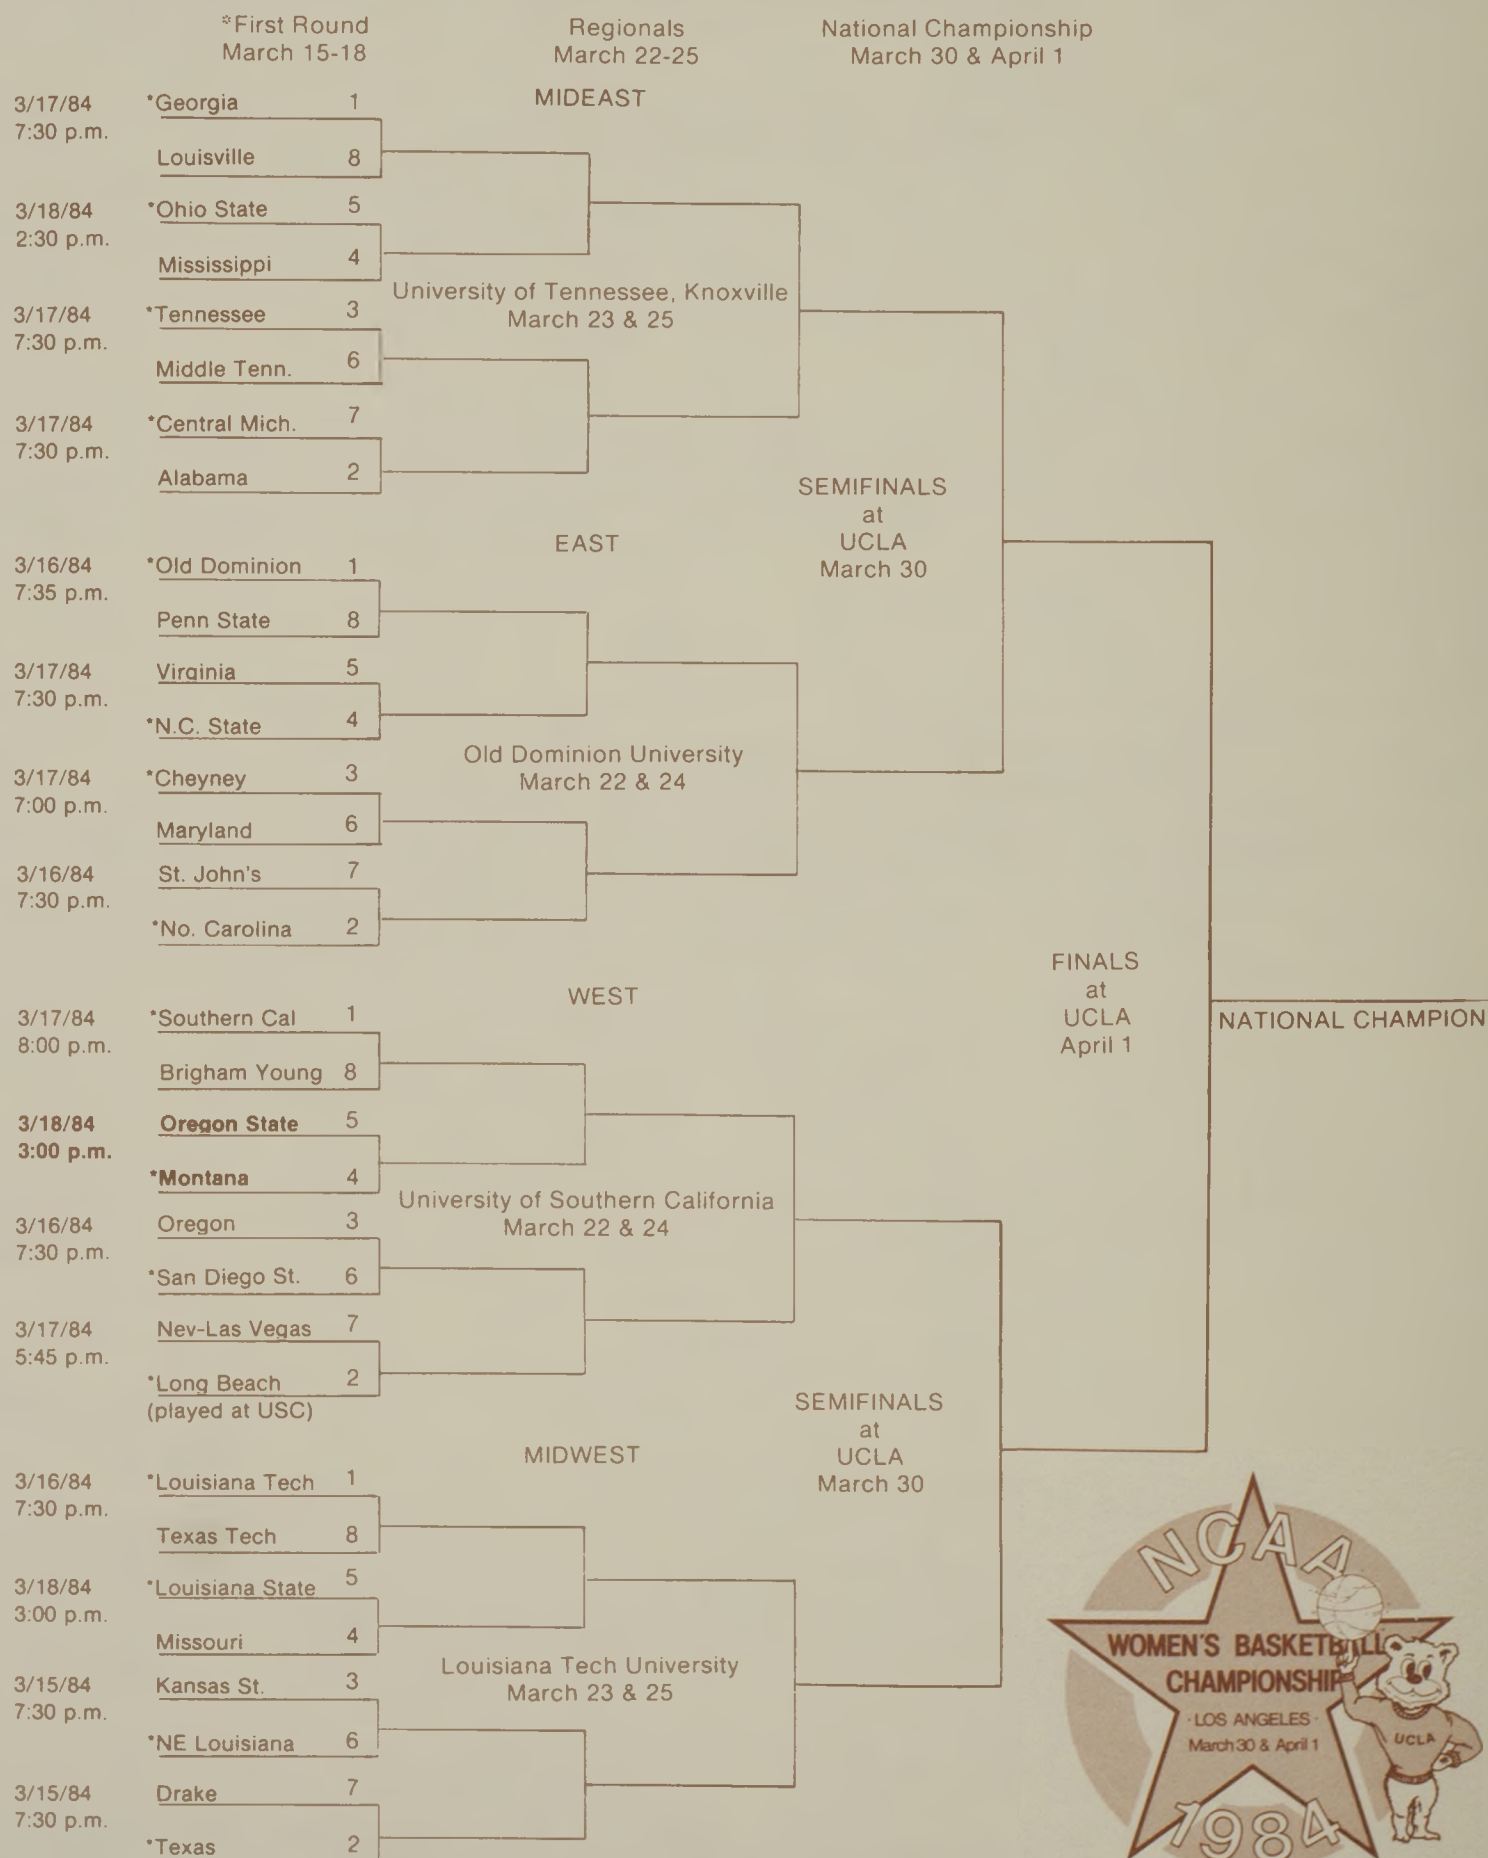 *First Round
March 15-18
Regionals
March 22-25
National Championship
March 30 & April 1
MIDEAST
3/17/84 *Georgia 1
7:30 p.m.
Louisville 8
3/18/84 *Ohio State 5
2:30 p.m.
Mississippi 4
University of Tennessee, Knoxville
March 23 & 25
3/17/84 *Tennessee 3
7:30 p.m.
Middle Tenn. 6
3/17/84 *Central Mich. 7
7:30 p.m.
Alabama 2
SEMIFINALS
at
UCLA
March 30
EAST
3/16/84 *Old Dominion 1
7:35 p.m.
Penn State 8
3/17/84 Virginia 5
7:30 p.m.
*N.C. State 4
Old Dominion University
March 22 & 24
3/17/84 *Cheyney 3
7:00 p.m.
Maryland 6
3/16/84 St. John's 7
7:30 p.m.
*No. Carolina 2
FINALS
at
UCLA
April 1
NATIONAL CHAMPION
WEST
3/17/84 *Southern Cal 1
8:00 p.m.
Brigham Young 8
3/18/84 Oregon State 5
3:00 p.m.
*Montana 4
University of Southern California
March 22 & 24
3/16/84 Oregon 3
7:30 p.m.
*San Diego St. 6
3/17/84 Nev-Las Vegas 7
5:45 p.m.
*Long Beach 2
(played at USC)
SEMIFINALS
at
UCLA
March 30
MIDWEST
3/16/84 *Louisiana Tech 1
7:30 p.m.
Texas Tech 8
3/18/84 *Louisiana State 5
3:00 p.m.
Missouri 4
Louisiana Tech University
March 23 & 25
3/15/84 Kansas St. 3
7:30 p.m.
*NE Louisiana 6
3/15/84 Drake 7
7:30 p.m.
*Texas 2
NCAA
WOMEN'S BASKETBALL
CHAMPIONSHIP
· LOS ANGELES ·
March 30 & April 1
UCLA
1984